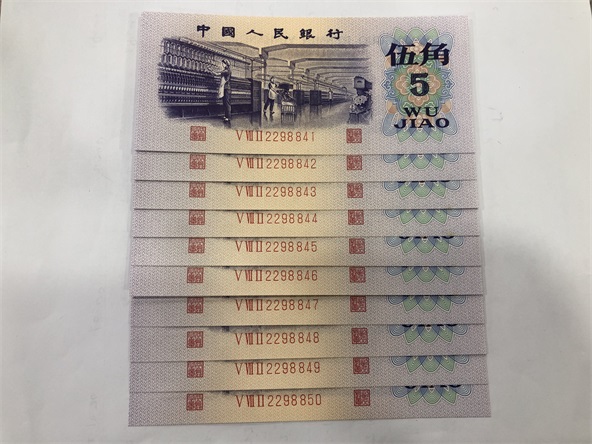 中國人民銀行
伍角
5
WU
JIAO
V VIII II 2298841
V VIII II 2298842
V VIII II 2298843
V VIII II 2298844
V VIII II 2298845
V VIII II 2298846
V VIII II 2298847
V VIII II 2298848
V VIII II 2298849
V VIII II 2298850